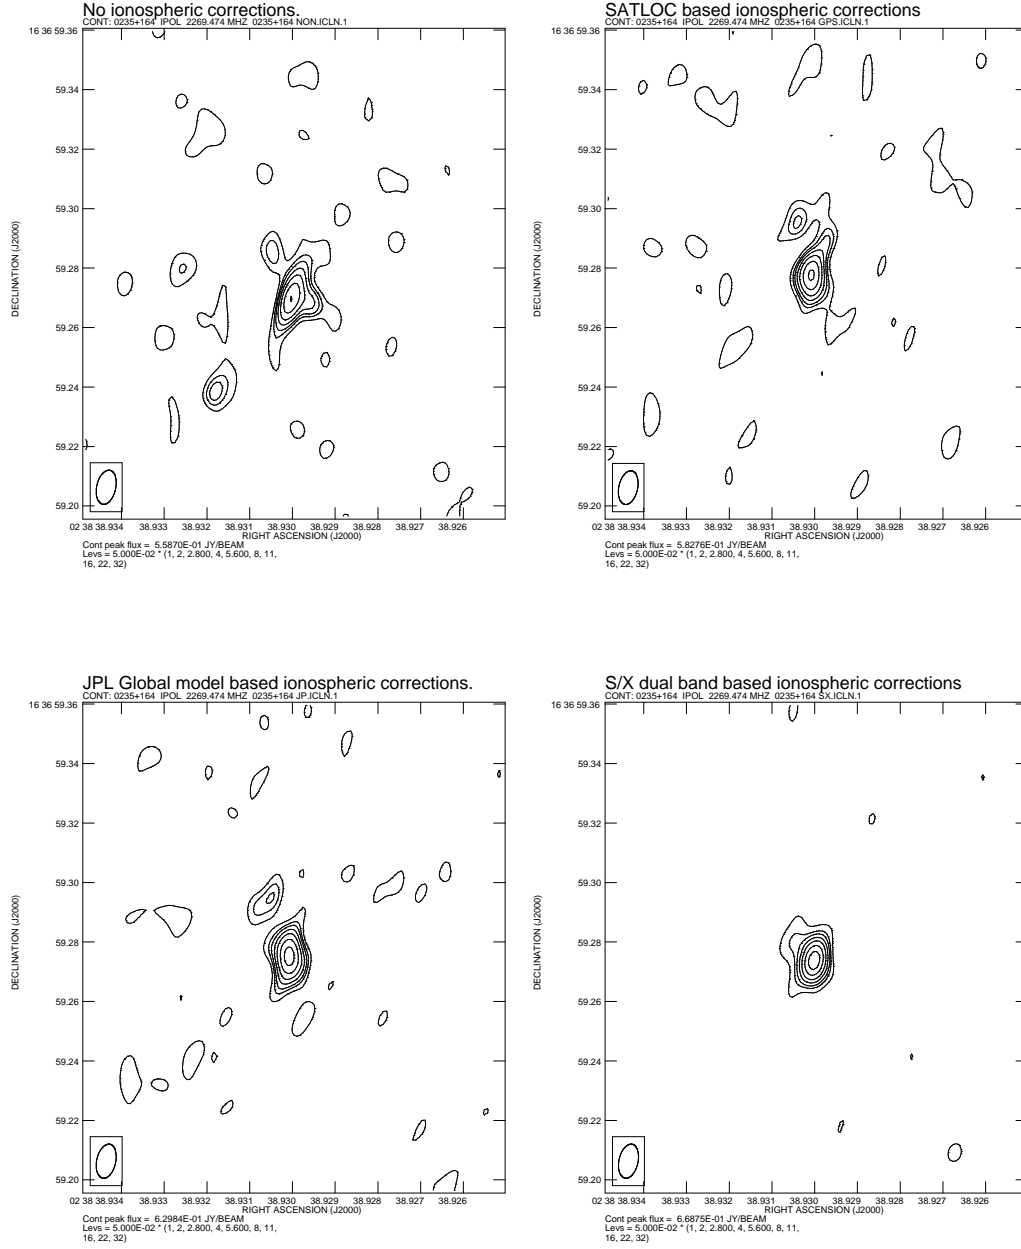 No ionospheric corrections.
CONT: 0235+164 IPOL 2269.474 MHZ 0235+164 NON.ICLN.1
16 36 59.36
59.34
59.32
59.30
59.28
59.26
59.24
59.22
59.20
DECLINATION (J2000)
02 38 38.934 38.933 38.932 38.931 38.930 38.929 38.928 38.927 38.926
RIGHT ASCENSION (J2000)
Cont peak flux = 5.5870E-01 JY/BEAM
Levs = 5.000E-02 * (1, 2, 2.800, 4, 5.600, 8, 11,
16, 22, 32)
SATLOC based ionospheric corrections
CONT: 0235+164 IPOL 2269.474 MHZ 0235+164 GPS.ICLN.1
16 36 59.36
59.34
59.32
59.30
59.28
59.26
59.24
59.22
59.20
DECLINATION (J2000)
02 38 38.934 38.933 38.932 38.931 38.930 38.929 38.928 38.927 38.926
RIGHT ASCENSION (J2000)
Cont peak flux = 5.8276E-01 JY/BEAM
Levs = 5.000E-02 * (1, 2, 2.800, 4, 5.600, 8, 11,
16, 22, 32)
JPL Global model based ionospheric corrections.
CONT: 0235+164 IPOL 2269.474 MHZ 0235+164 JP.ICLN.1
16 36 59.36
59.34
59.32
59.30
59.28
59.26
59.24
59.22
59.20
DECLINATION (J2000)
02 38 38.934 38.933 38.932 38.931 38.930 38.929 38.928 38.927 38.926
RIGHT ASCENSION (J2000)
Cont peak flux = 6.2984E-01 JY/BEAM
Levs = 5.000E-02 * (1, 2, 2.800, 4, 5.600, 8, 11,
16, 22, 32)
S/X dual band based ionospheric corrections
CONT: 0235+164 IPOL 2269.474 MHZ 0235+164 SX.ICLN.1
16 36 59.36
59.34
59.32
59.30
59.28
59.26
59.24
59.22
59.20
DECLINATION (J2000)
02 38 38.934 38.933 38.932 38.931 38.930 38.929 38.928 38.927 38.926
RIGHT ASCENSION (J2000)
Cont peak flux = 6.6875E-01 JY/BEAM
Levs = 5.000E-02 * (1, 2, 2.800, 4, 5.600, 8, 11,
16, 22, 32)